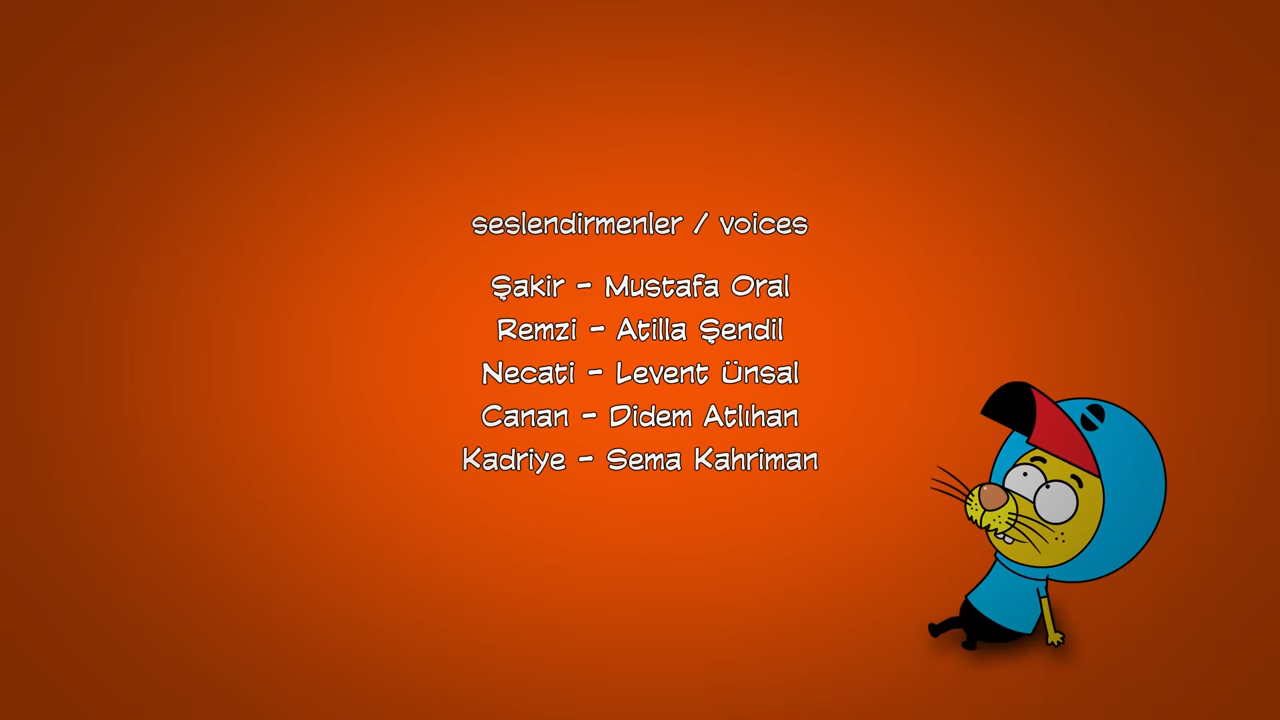 seslendirmenler / voices
Şakir - Mustafa Oral
Remzi - Atilla Şendil
Necati - Levent Ünsal
Canan - Didem Atlıhan
Kadriye - Sema Kahriman